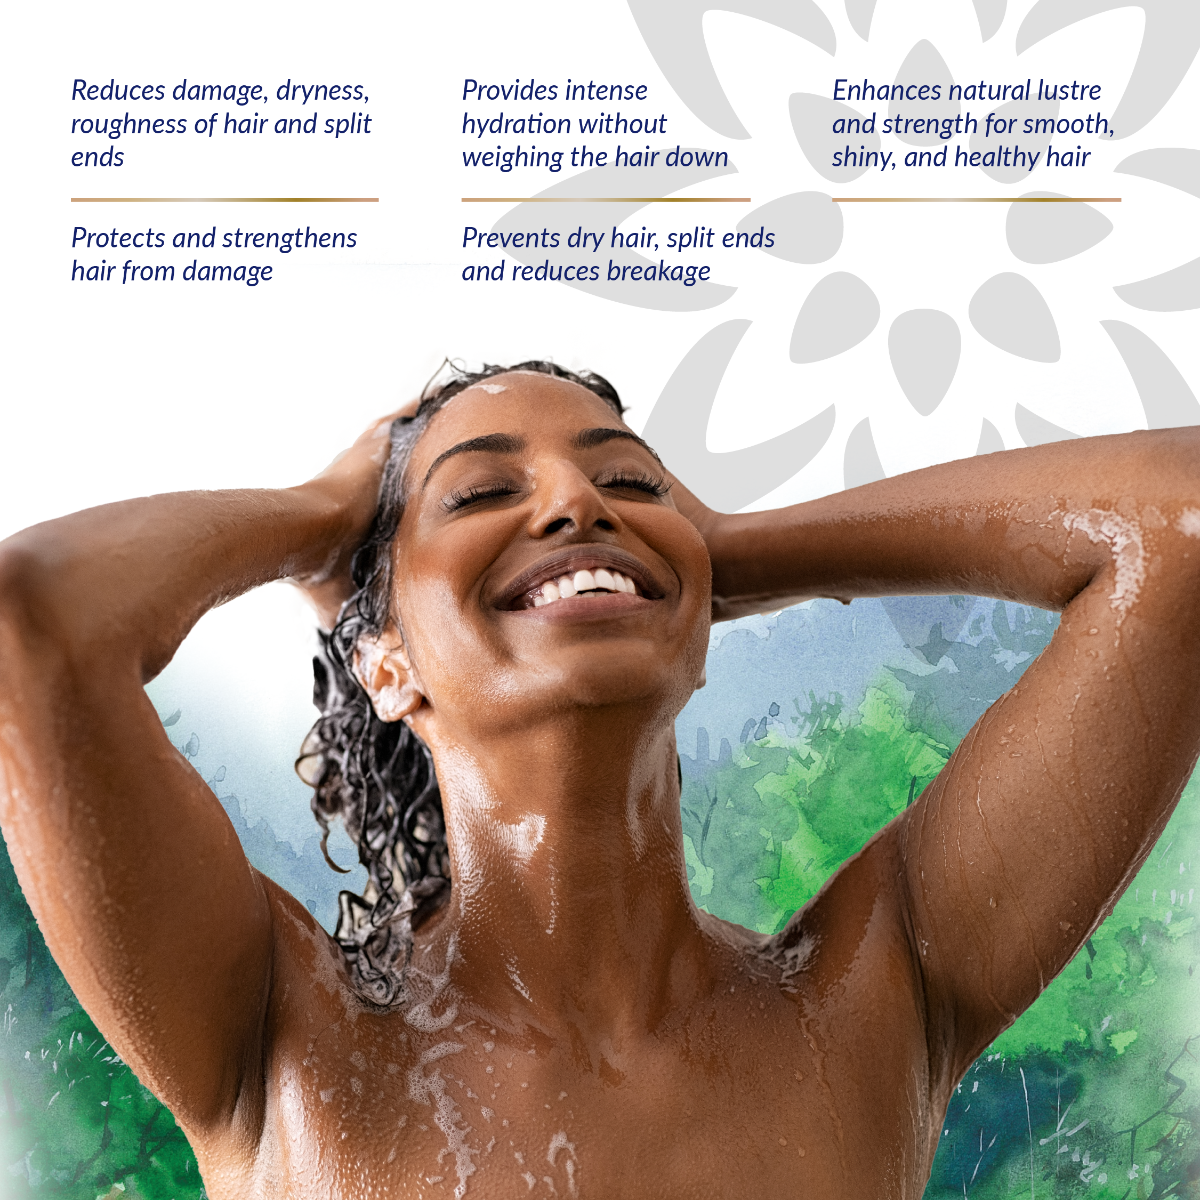 Reduces damage, dryness,
roughness of hair and split
ends
Provides intense
hydration without
weighing the hair down
Enhances natural lustre
and strength for smooth,
shiny, and healthy hair
Protects and strengthens
hair from damage
Prevents dry hair, split ends
and reduces breakage